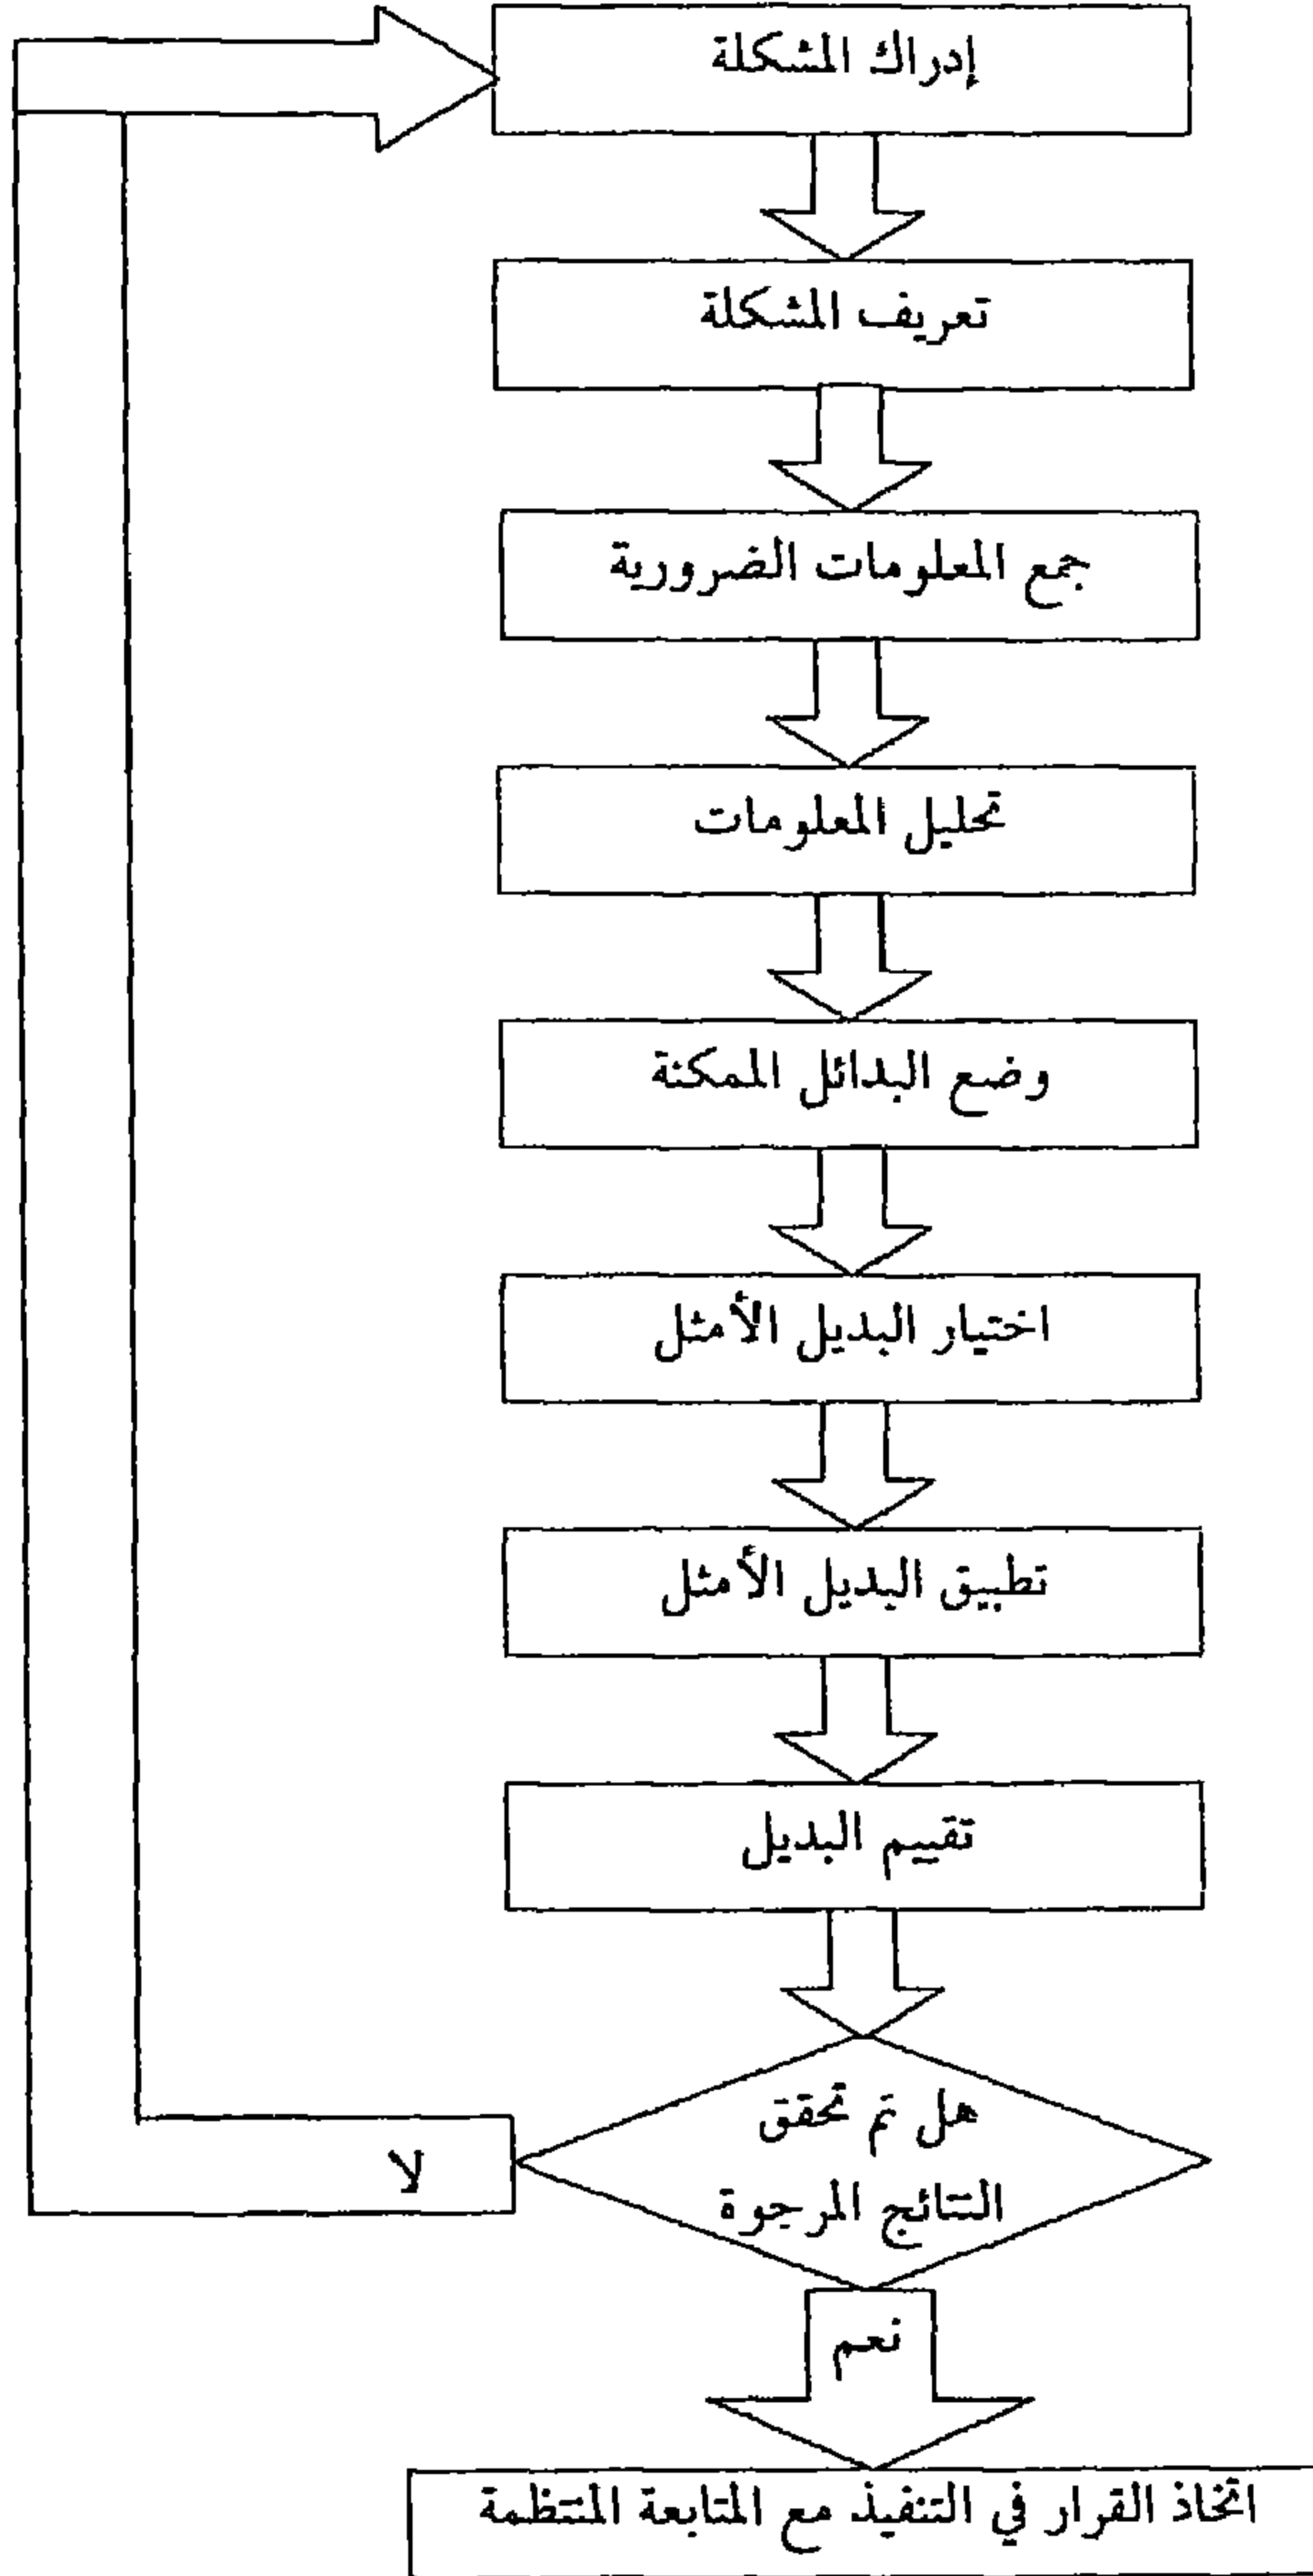 إدراك المشكلة
تعريف المشكلة
جمع المعلومات الضرورية
تحليل المعلومات
وضع البدائل الممكنة
اختيار البديل الأمثل
تطبيق البديل الأمثل
تقييم البديل
هل تم تحقق
النتائج المرجوة
لا
نعم
اتخاذ القرار في التنفيذ مع المتابعة المنتظمة